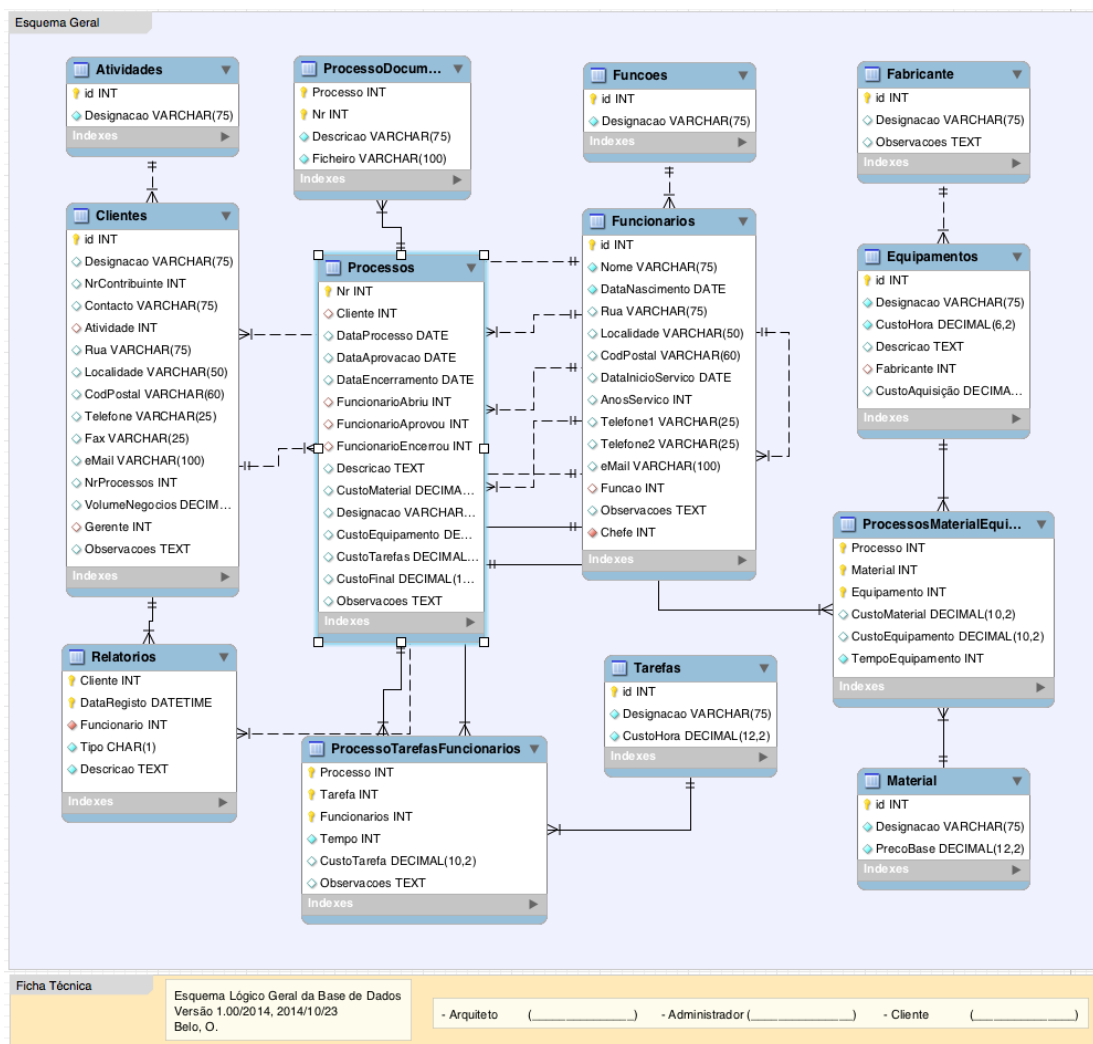 Esquema Geral
Atividades
id INT
Designacao VARCHAR(75)
Indexes
ProcessoDocum...
Processo INT
Nr INT
Descricao VARCHAR(75)
Ficheiro VARCHAR(100)
Indexes
Funcoes
id INT
Designacao VARCHAR(75)
Indexes
Fabricante
id INT
Designacao VARCHAR(75)
Observacoes TEXT
Indexes
Clientes
id INT
Designacao VARCHAR(75)
NrContribuinte INT
Contacto VARCHAR(75)
Atividade INT
Rua VARCHAR(75)
Localidade VARCHAR(50)
CodPostal VARCHAR(60)
Telefone VARCHAR(25)
Fax VARCHAR(25)
eMail VARCHAR(100)
NrProcessos INT
VolumeNegocios DECIM...
Gerente INT
Observacoes TEXT
Indexes
Processos
Nr INT
Cliente INT
DataProcesso DATE
DataAprovacao DATE
DataEncerramento DATE
FuncionarioAbriu INT
FuncionarioAprovou INT
FuncionarioEncerrou INT
Descricao TEXT
CustoMaterial DECIMA...
Designacao VARCHAR...
CustoEquipamento DE...
CustoTarefas DECIMAL...
CustoFinal DECIMAL(1...
Observacoes TEXT
Indexes
Funcionarios
id INT
Nome VARCHAR(75)
DataNascimento DATE
Rua VARCHAR(75)
Localidade VARCHAR(50)
CodPostal VARCHAR(60)
DataInicioServico DATE
AnosServico INT
Telefone1 VARCHAR(25)
Telefone2 VARCHAR(25)
eMail VARCHAR(100)
Funcao INT
Observacoes TEXT
Chefe INT
Indexes
Equipamentos
id INT
Designacao VARCHAR(75)
CustoHora DECIMAL(6,2)
Descricao TEXT
Fabricante INT
CustoAquisição DECIMA...
Indexes
ProcessosMaterialEqui...
Processo INT
Material INT
Equipamento INT
CustoMaterial DECIMAL(10,2)
CustoEquipamento DECIMAL(10,2)
TempoEquipamento INT
Indexes
Relatorios
Cliente INT
DataRegisto DATETIME
Funcionario INT
Tipo CHAR(1)
Descricao TEXT
Indexes
ProcessoTarefasFuncionarios
Processo INT
Tarefa INT
Funcionarios INT
Tempo INT
CustoTarefa DECIMAL(10,2)
Observacoes TEXT
Indexes
Tarefas
id INT
Designacao VARCHAR(75)
CustoHora DECIMAL(12,2)
Indexes
Material
id INT
Designacao VARCHAR(75)
PrecoBase DECIMAL(12,2)
Indexes
Ficha Técnica
Esquema Lógico Geral da Base de Dados
Versão 1.00/2014, 2014/10/23
Belo, O.
- Arquiteto (________________) - Administrador (________________) - Cliente (________________)